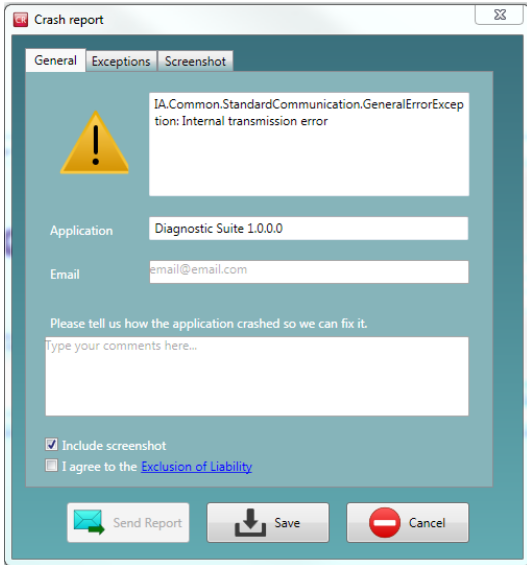 CR Crash report
General Exceptions Screenshot
IA.Common.StandardCommunication.GeneralErrorExcep
tion: Internal transmission error
Application Diagnostic Suite 1.0.0.0
Email email@email.com
Please tell us how the application crashed so we can fix it.
Type your comments here...
Include screenshot
I agree to the Exclusion of Liability
Send Report Save Cancel